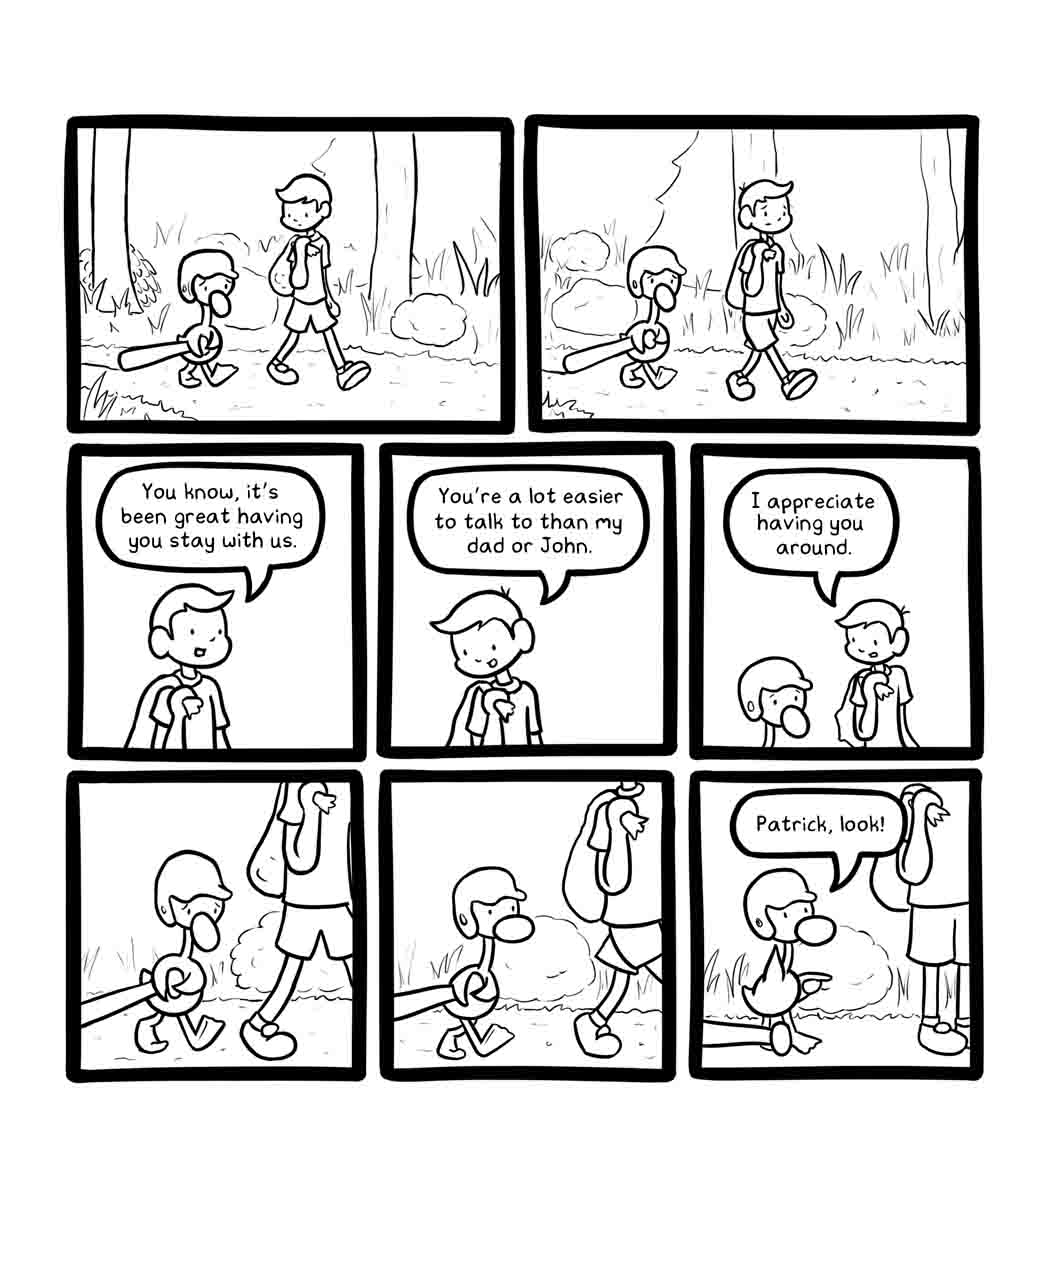 You know, it's
been great having
you stay with us.
You're a lot easier
to talk to than my
dad or John.
I appreciate
having you
around.
Patrick, look!